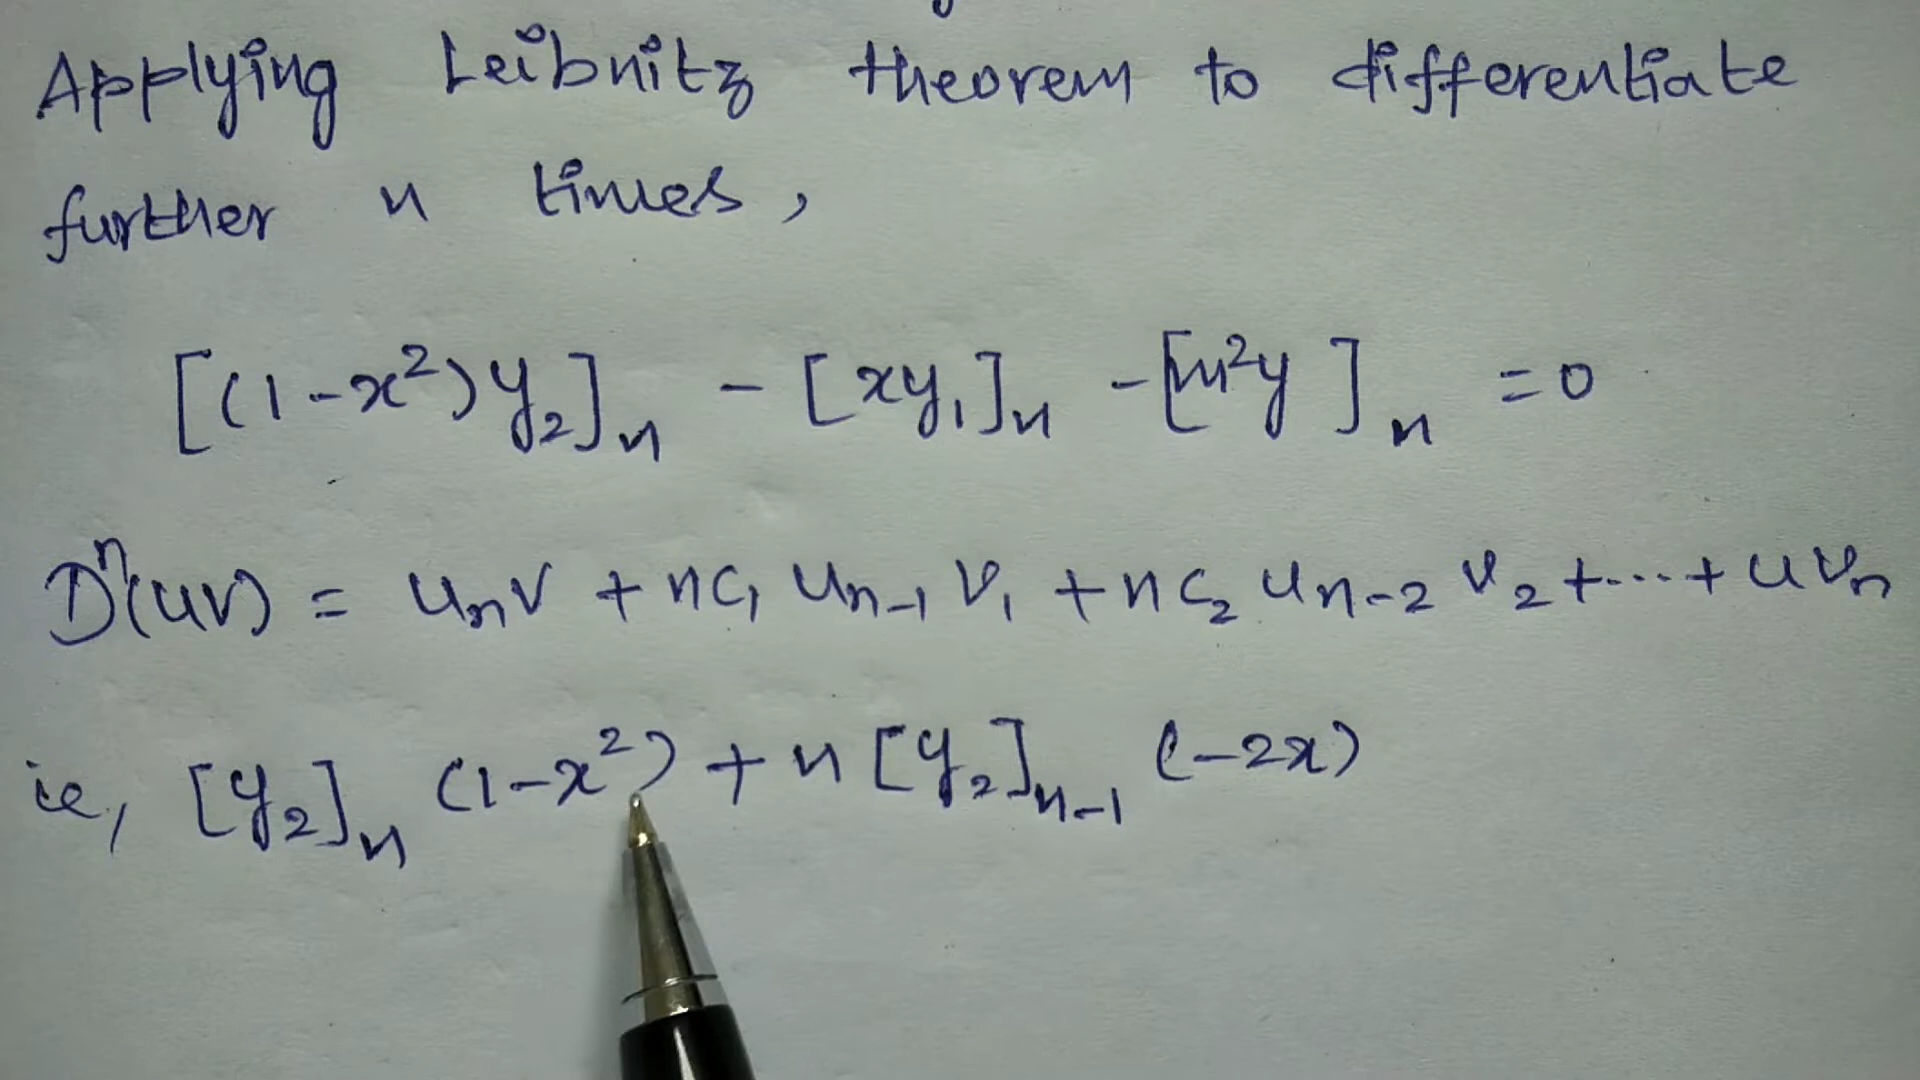 Applying Leibnitz theorem to differentiate
further n times,
[(1-x²)y₂]ₙ - [xy₁]ₙ - [m²y]ₙ = 0
Dⁿ(uv) = uₙv + nc₁ uₙ₋₁ v₁ + nc₂ uₙ₋₂ v₂ + ... + uvₙ
ie, [y₂]ₙ (1-x²) + n [y₂]ₙ₋₁ (-2x)